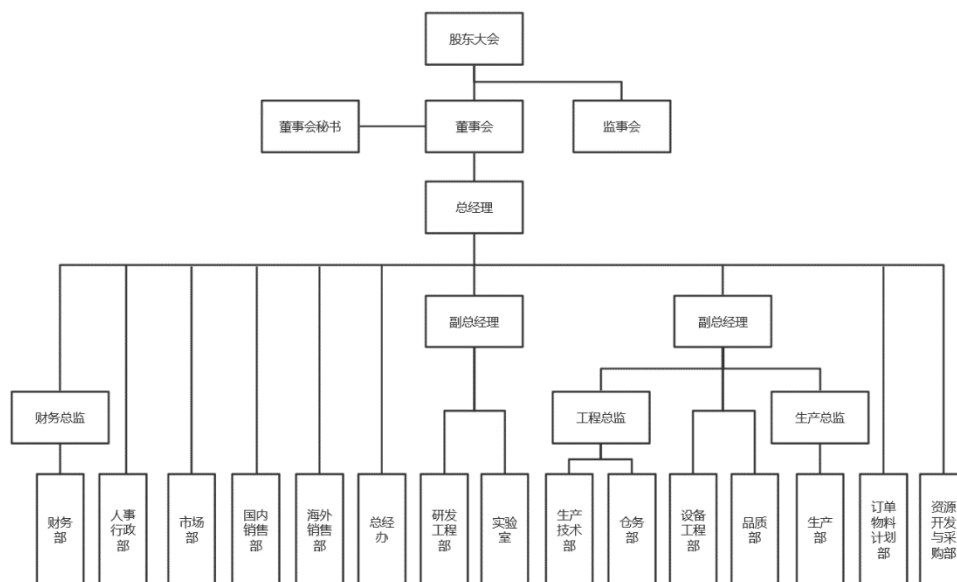 股东大会
董事会秘书
董事会
监事会
总经理
副总经理
副总经理
财务总监
工程总监
生产总监
财务
部
人事
行政
部
市场
部
国内
销售部
海外
销售部
总经
办
研发
工程
部
实验
室
生产
技术
部
仓务
部
设备
工程
部
品质
部
生产
部
订单
物料
计划
部
资源
开发
与采
购部